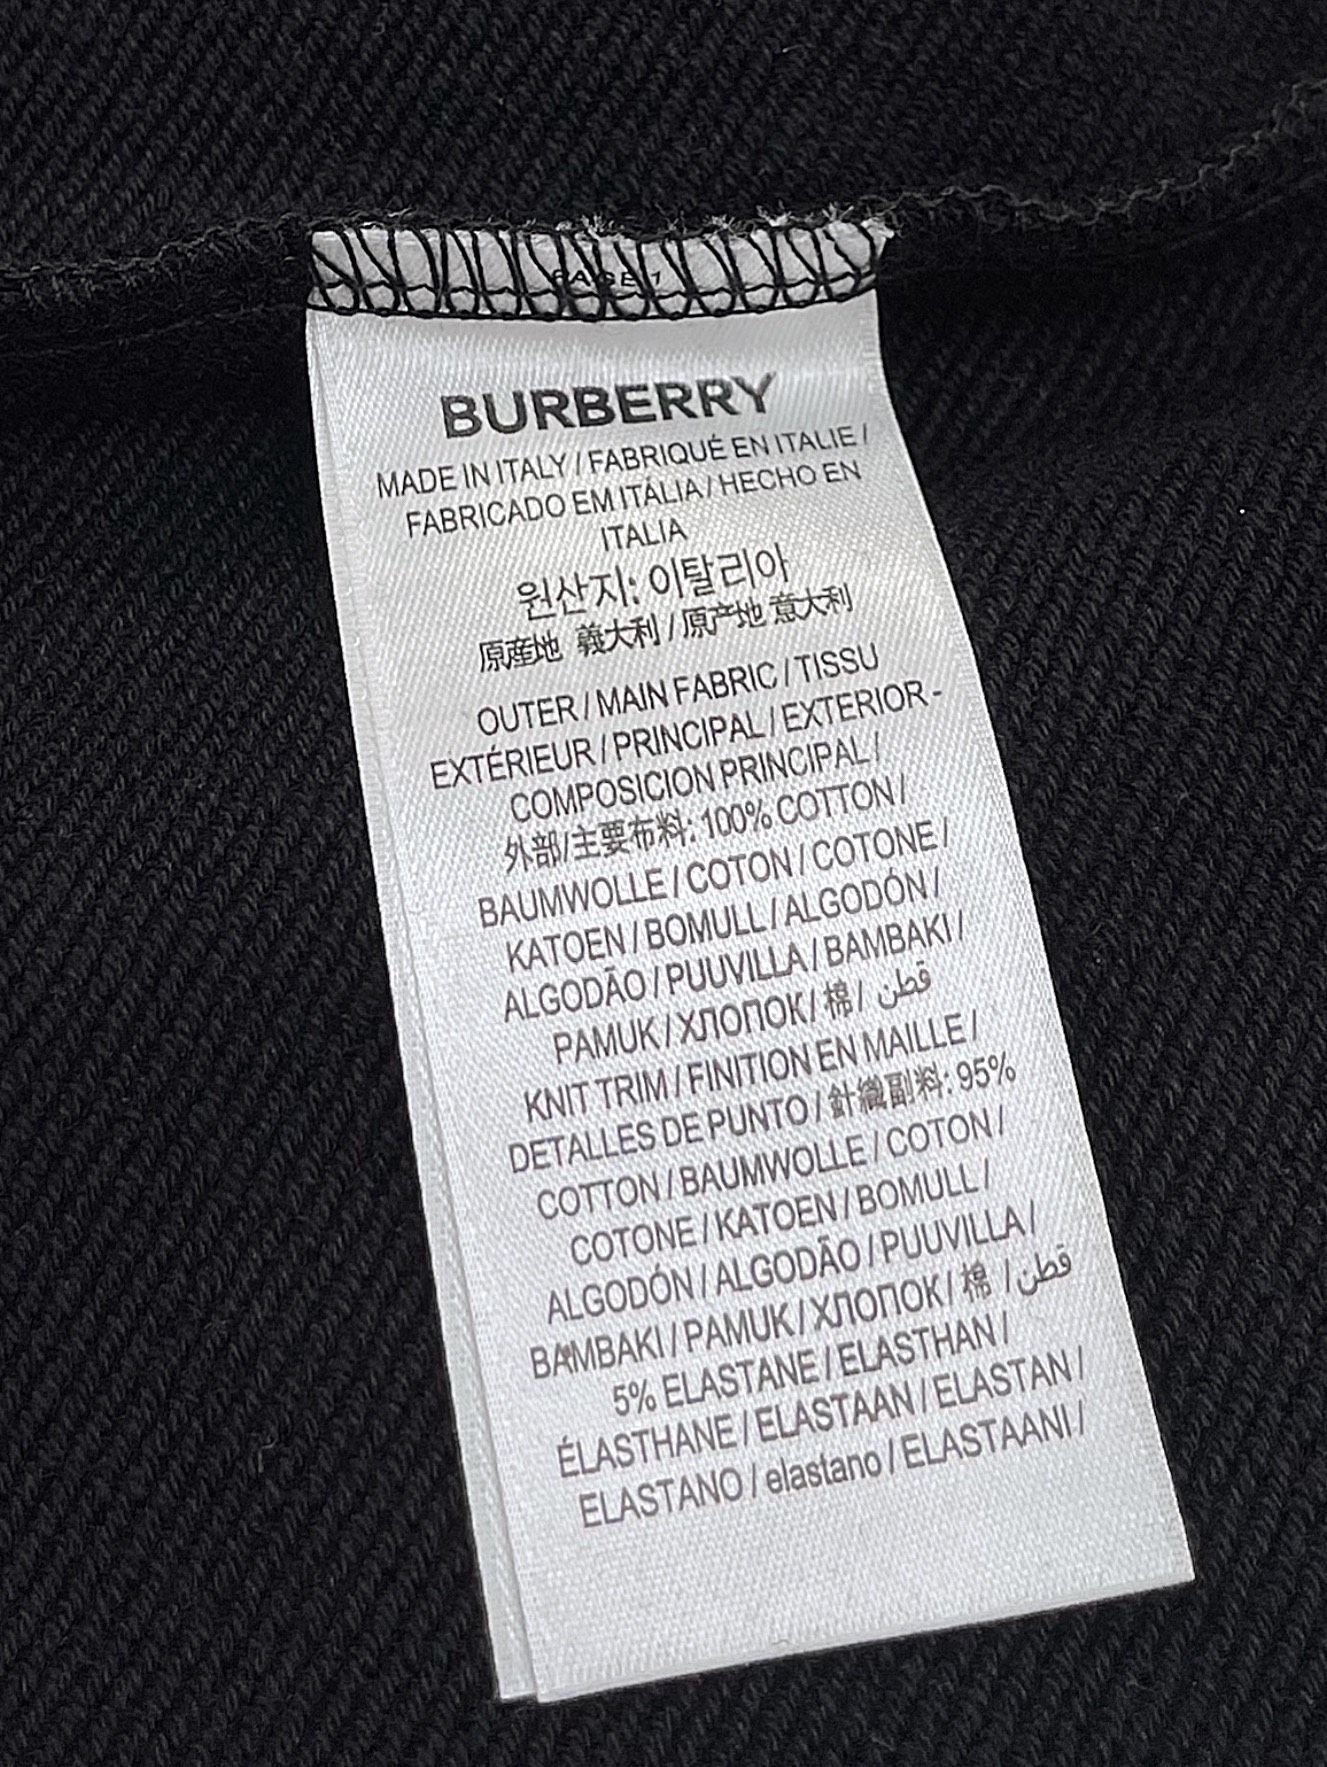 PAGE 1
BURBERRY
MADE IN ITALY / FABRIQUÉ EN ITALIE /
FABRICADO EM ITÁLIA / HECHO EN
ITALIA
원산지: 이탈리아
原産地 義大利 / 原产地 意大利
OUTER / MAIN FABRIC / TISSU
EXTÉRIEUR / PRINCIPAL / EXTERIOR -
COMPOSICION PRINCIPAL /
外部/主要布料: 100% COTTON /
BAUMWOLLE / COTON / COTONE /
KATOEN / BOMULL / ALGODÓN /
ALGODÃO / PUUVILLA / BAMBAKI /
PAMUK / ХЛОПОК / 棉 / قطن
KNIT TRIM / FINITION EN MAILLE /
DETALLES DE PUNTO / 針織副料: 95%
COTTON / BAUMWOLLE / COTON /
COTONE / KATOEN / BOMULL /
ALGODÓN / ALGODÃO / PUUVILLA /
BAMBAKI / PAMUK / ХЛОПОК / 棉 / قطن
5% ELASTANE / ELASTHAN /
ÉLASTHANE / ELASTAAN / ELASTAN /
ELASTANO / elastano / ELASTAANI /